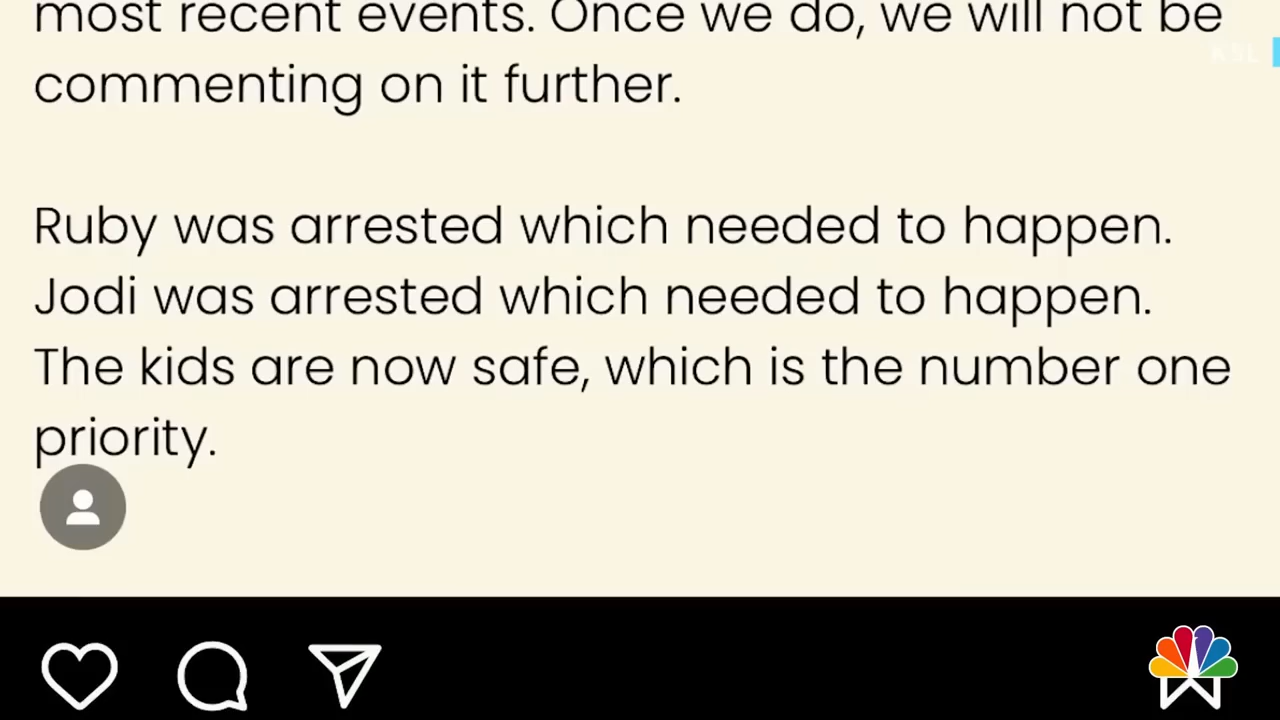 most recent events. Once we do, we will not be
commenting on it further.
Ruby was arrested which needed to happen.
Jodi was arrested which needed to happen.
The kids are now safe, which is the number one
priority.
KSL